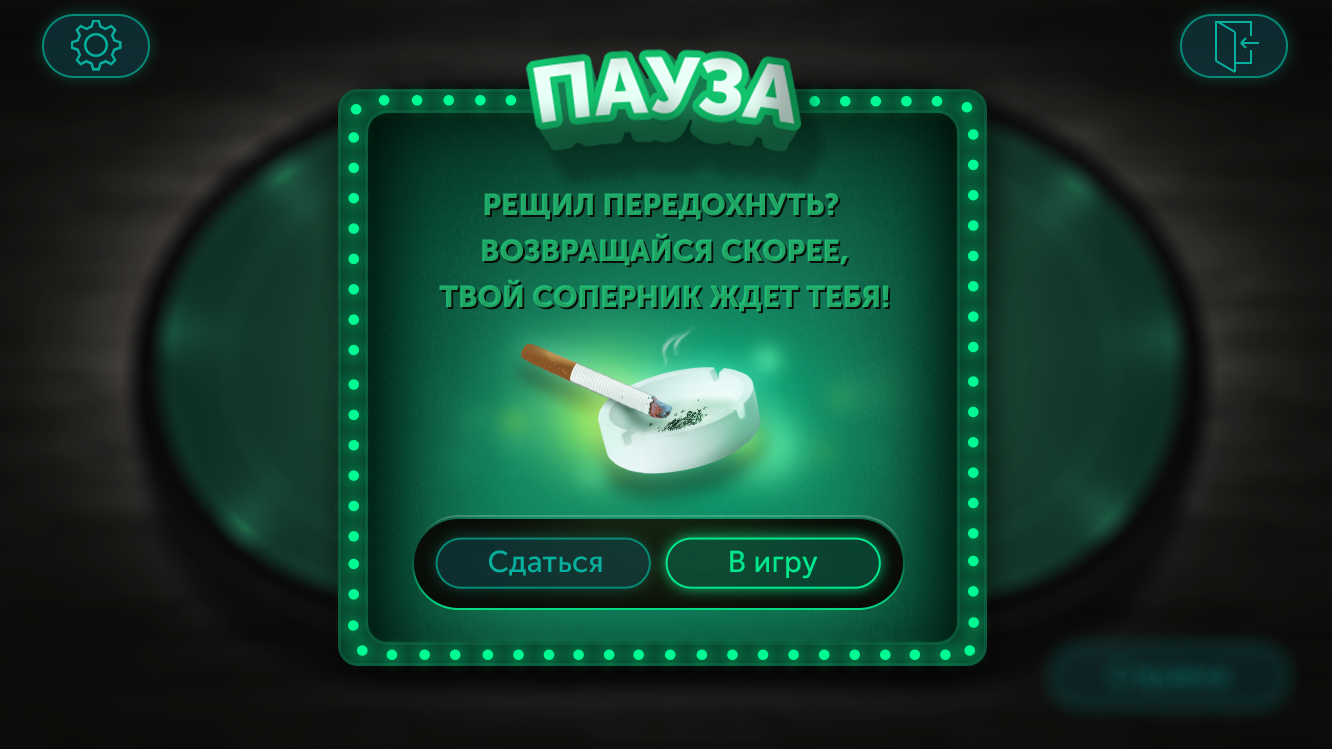 ПАУЗА
РЕЩИЛ ПЕРЕДОХНУТЬ?
ВОЗВРАЩАЙСЯ СКОРЕЕ,
ТВОЙ СОПЕРНИК ЖДЕТ ТЕБЯ!
Сдаться
В игру